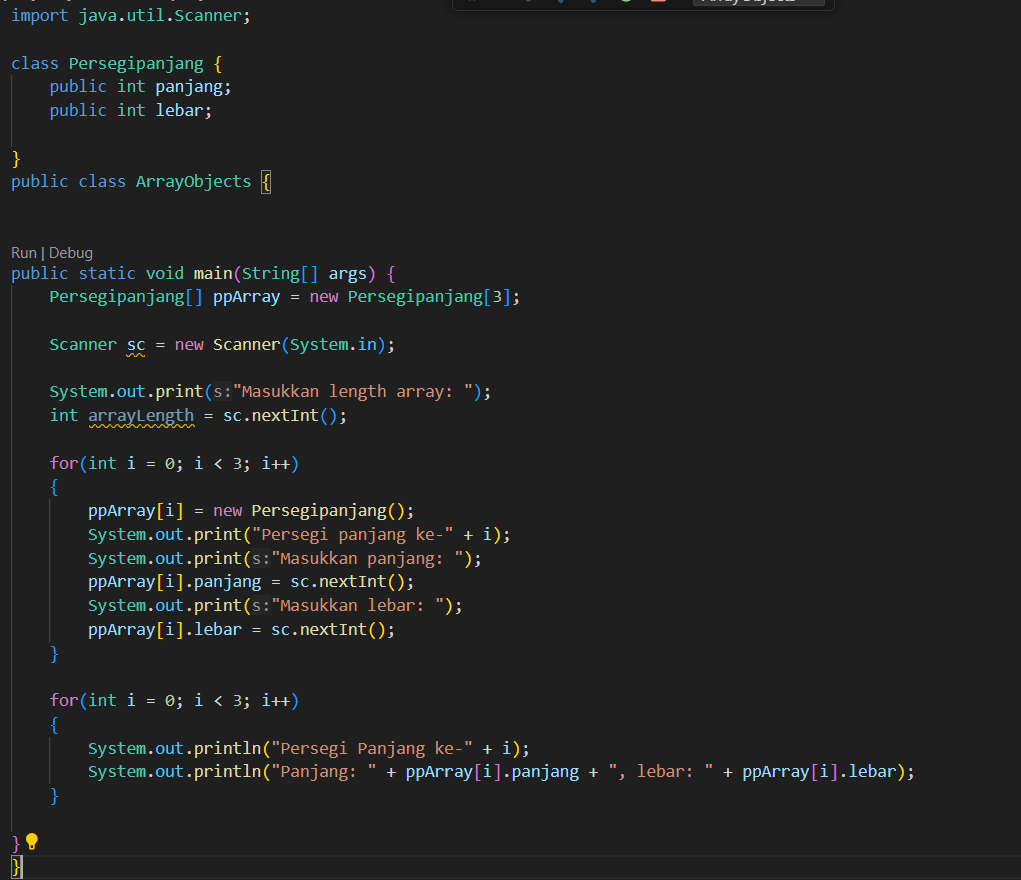 import java.util.Scanner;
class Persegipanjang {
    public int panjang;
    public int lebar;
}
public class ArrayObjects {
Run | Debug
public static void main(String[] args) {
    Persegipanjang[] ppArray = new Persegipanjang[3];
    Scanner sc = new Scanner(System.in);
    System.out.print(s:"Masukkan length array: ");
    int arrayLength = sc.nextInt();
    for(int i = 0; i < 3; i++)
    {
        ppArray[i] = new Persegipanjang();
        System.out.print("Persegi panjang ke-" + i);
        System.out.print(s:"Masukkan panjang: ");
        ppArray[i].panjang = sc.nextInt();
        System.out.print(s:"Masukkan lebar: ");
        ppArray[i].lebar = sc.nextInt();
    }
    for(int i = 0; i < 3; i++)
    {
        System.out.println("Persegi Panjang ke-" + i);
        System.out.println("Panjang: " + ppArray[i].panjang + ", lebar: " + ppArray[i].lebar);
    }
}
}